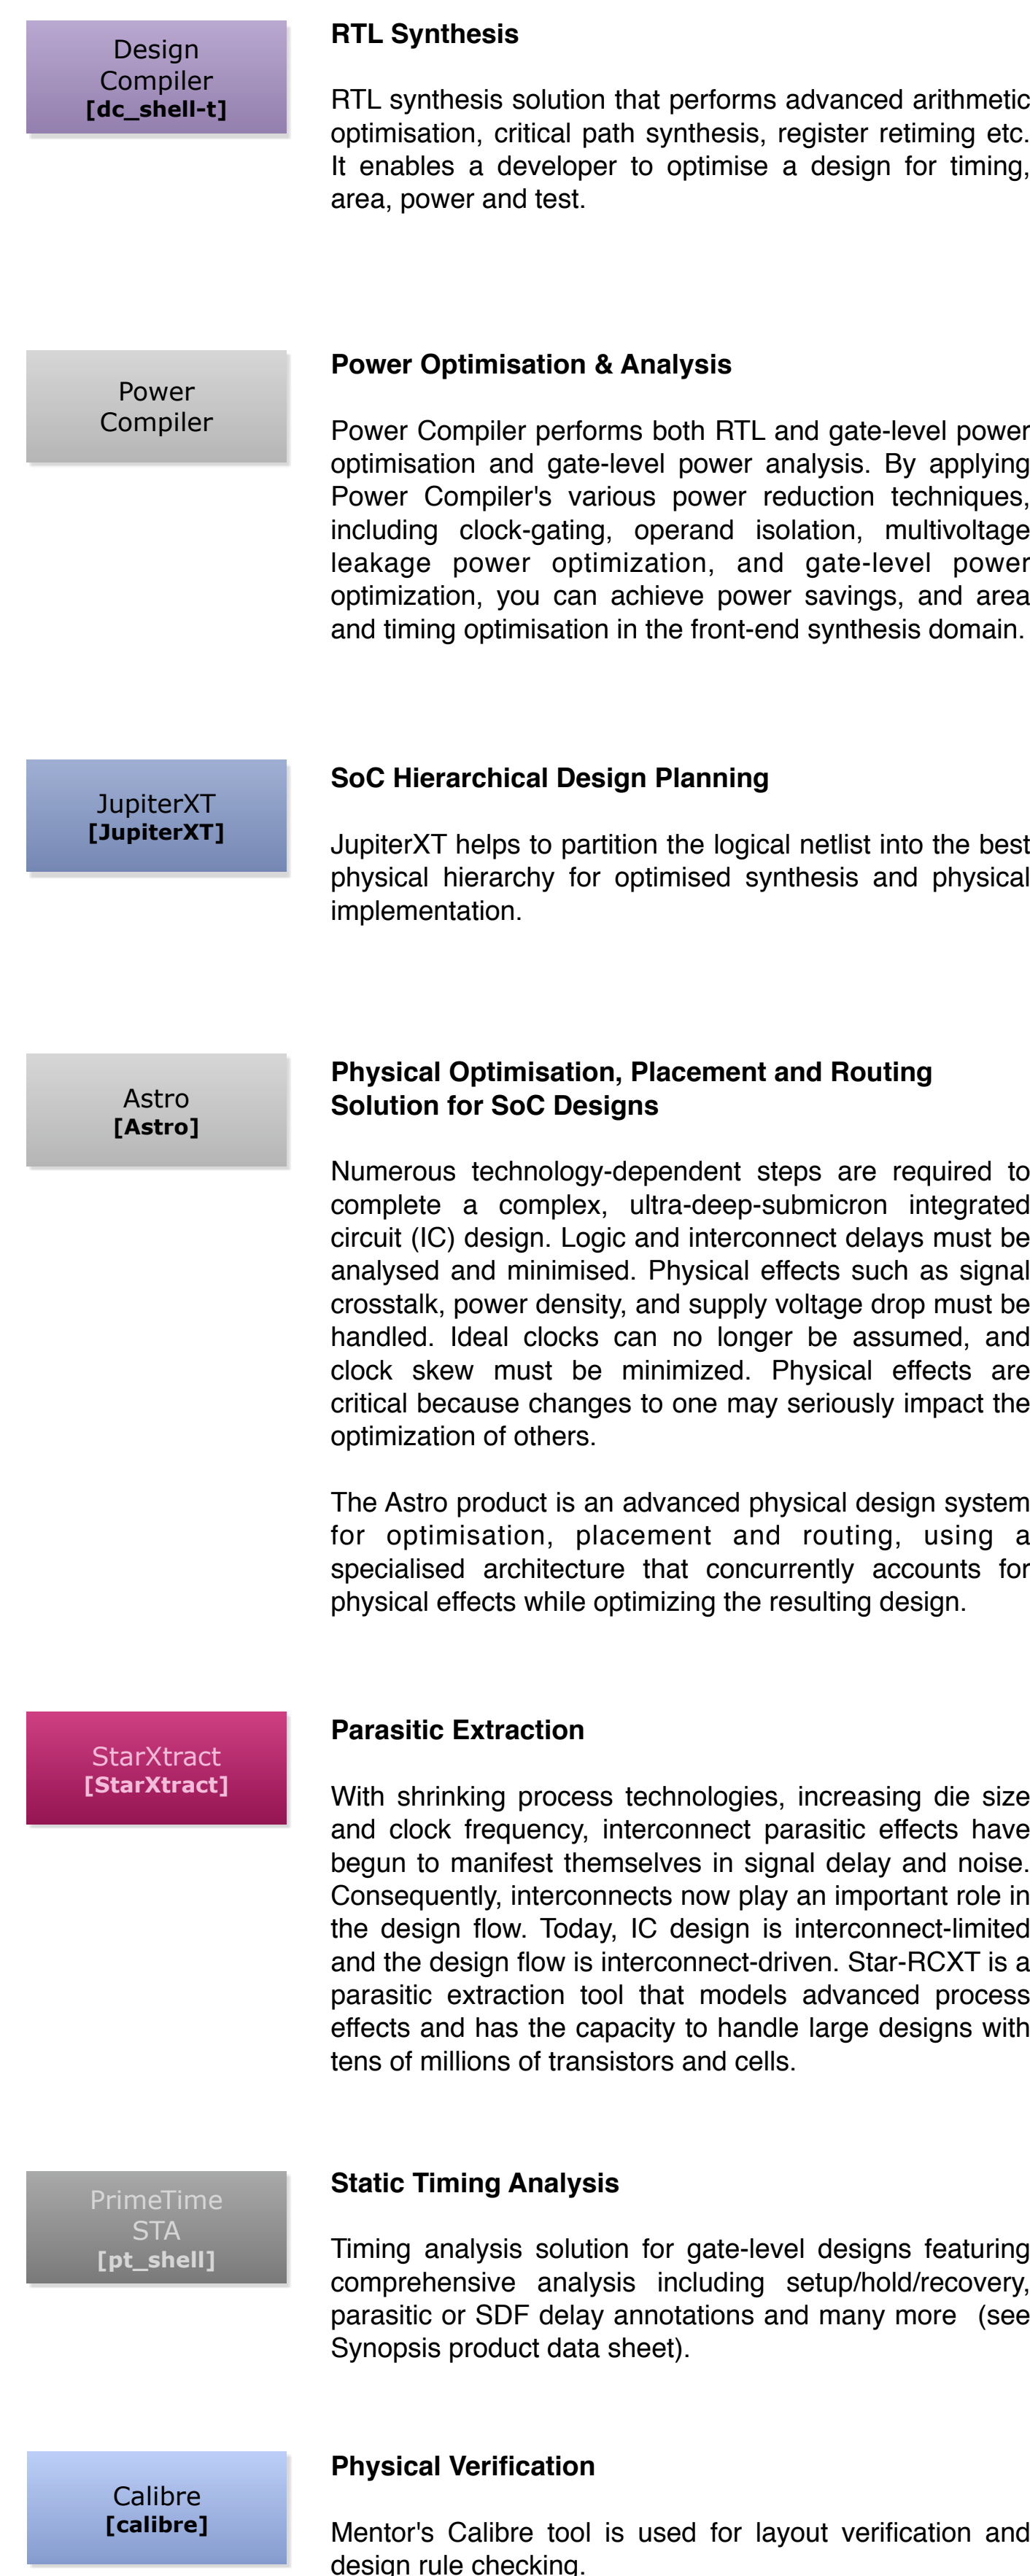 Design
Compiler
[dc_shell-t]
RTL Synthesis
RTL synthesis solution that performs advanced arithmetic
optimisation, critical path synthesis, register retiming etc.
It enables a developer to optimise a design for timing,
area, power and test.
Power
Compiler
Power Optimisation & Analysis
Power Compiler performs both RTL and gate-level power
optimisation and gate-level power analysis. By applying
Power Compiler's various power reduction techniques,
including clock-gating, operand isolation, multivoltage
leakage power optimization, and gate-level power
optimization, you can achieve power savings, and area
and timing optimisation in the front-end synthesis domain.
JupiterXT
[JupiterXT]
SoC Hierarchical Design Planning
JupiterXT helps to partition the logical netlist into the best
physical hierarchy for optimised synthesis and physical
implementation.
Astro
[Astro]
Physical Optimisation, Placement and Routing
Solution for SoC Designs
Numerous technology-dependent steps are required to
complete a complex, ultra-deep-submicron integrated
circuit (IC) design. Logic and interconnect delays must be
analysed and minimised. Physical effects such as signal
crosstalk, power density, and supply voltage drop must be
handled. Ideal clocks can no longer be assumed, and
clock skew must be minimized. Physical effects are
critical because changes to one may seriously impact the
optimization of others.
The Astro product is an advanced physical design system
for optimisation, placement and routing, using a
specialised architecture that concurrently accounts for
physical effects while optimizing the resulting design.
StarXtract
[StarXtract]
Parasitic Extraction
With shrinking process technologies, increasing die size
and clock frequency, interconnect parasitic effects have
begun to manifest themselves in signal delay and noise.
Consequently, interconnects now play an important role in
the design flow. Today, IC design is interconnect-limited
and the design flow is interconnect-driven. Star-RCXT is a
parasitic extraction tool that models advanced process
effects and has the capacity to handle large designs with
tens of millions of transistors and cells.
PrimeTime
STA
[pt_shell]
Static Timing Analysis
Timing analysis solution for gate-level designs featuring
comprehensive analysis including setup/hold/recovery,
parasitic or SDF delay annotations and many more (see
Synopsis product data sheet).
Calibre
[calibre]
Physical Verification
Mentor's Calibre tool is used for layout verification and
design rule checking.